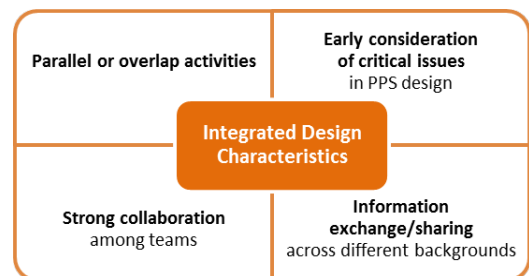 Parallel or overlap activities
Early consideration
of critical issues
in PPS design
Integrated Design
Characteristics
Strong collaboration
among teams
Information
exchange/sharing
across different backgrounds